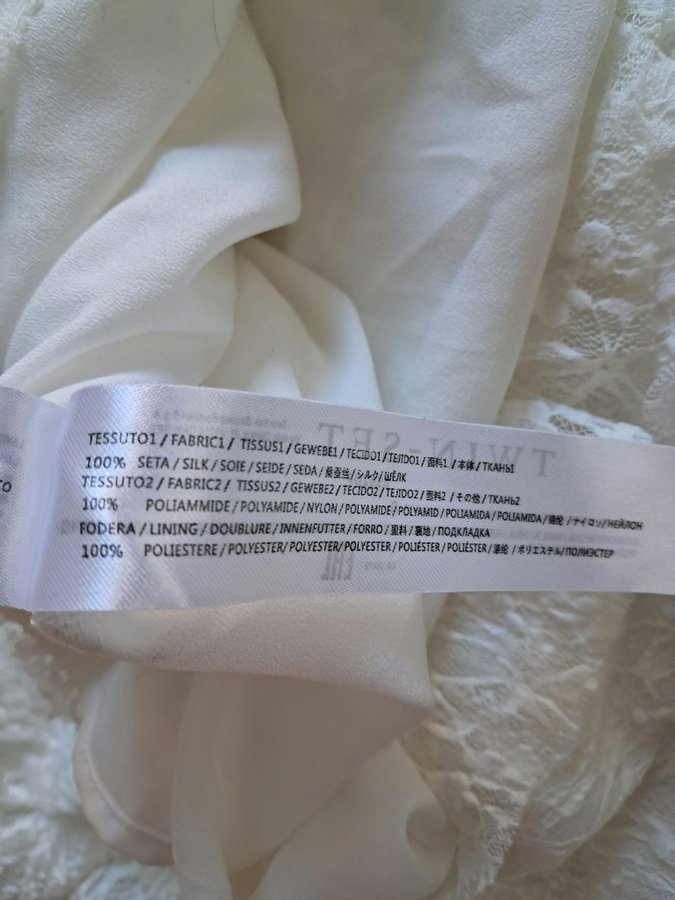 TESSUTO1 / FABRIC1 / TISSUS1 / GEWEBE1 / TECIDO1 / TEJIDO1 / 面料1 / 本体 / ТКАНЬ1
100% SETA / SILK / SOIE / SEIDE / SEDA / 桑蚕丝 / シルク / ШЁЛК
TESSUTO2 / FABRIC2 / TISSUS2 / GEWEBE2 / TECIDO2 / TEJIDO2 / 面料2 / その他 / ТКАНЬ2
100% POLIAMMIDE / POLYAMIDE / NYLON / POLYAMIDE / POLYAMID / POLIAMIDA / POLIAMIDA / 锦纶 / ナイロン / НЕЙЛОН
FODERA / LINING / DOUBLURE / INNENFUTTER / FORRO / 里料 / 裏地 / ПОДКЛАДКА
100% POLIESTERE / POLYESTER / POLYESTER / POLYESTER / POLIÉSTER / POLIÉSTER / 涤纶 / ポリエステル / ПОЛИЭСТЕР
TWIN-SET